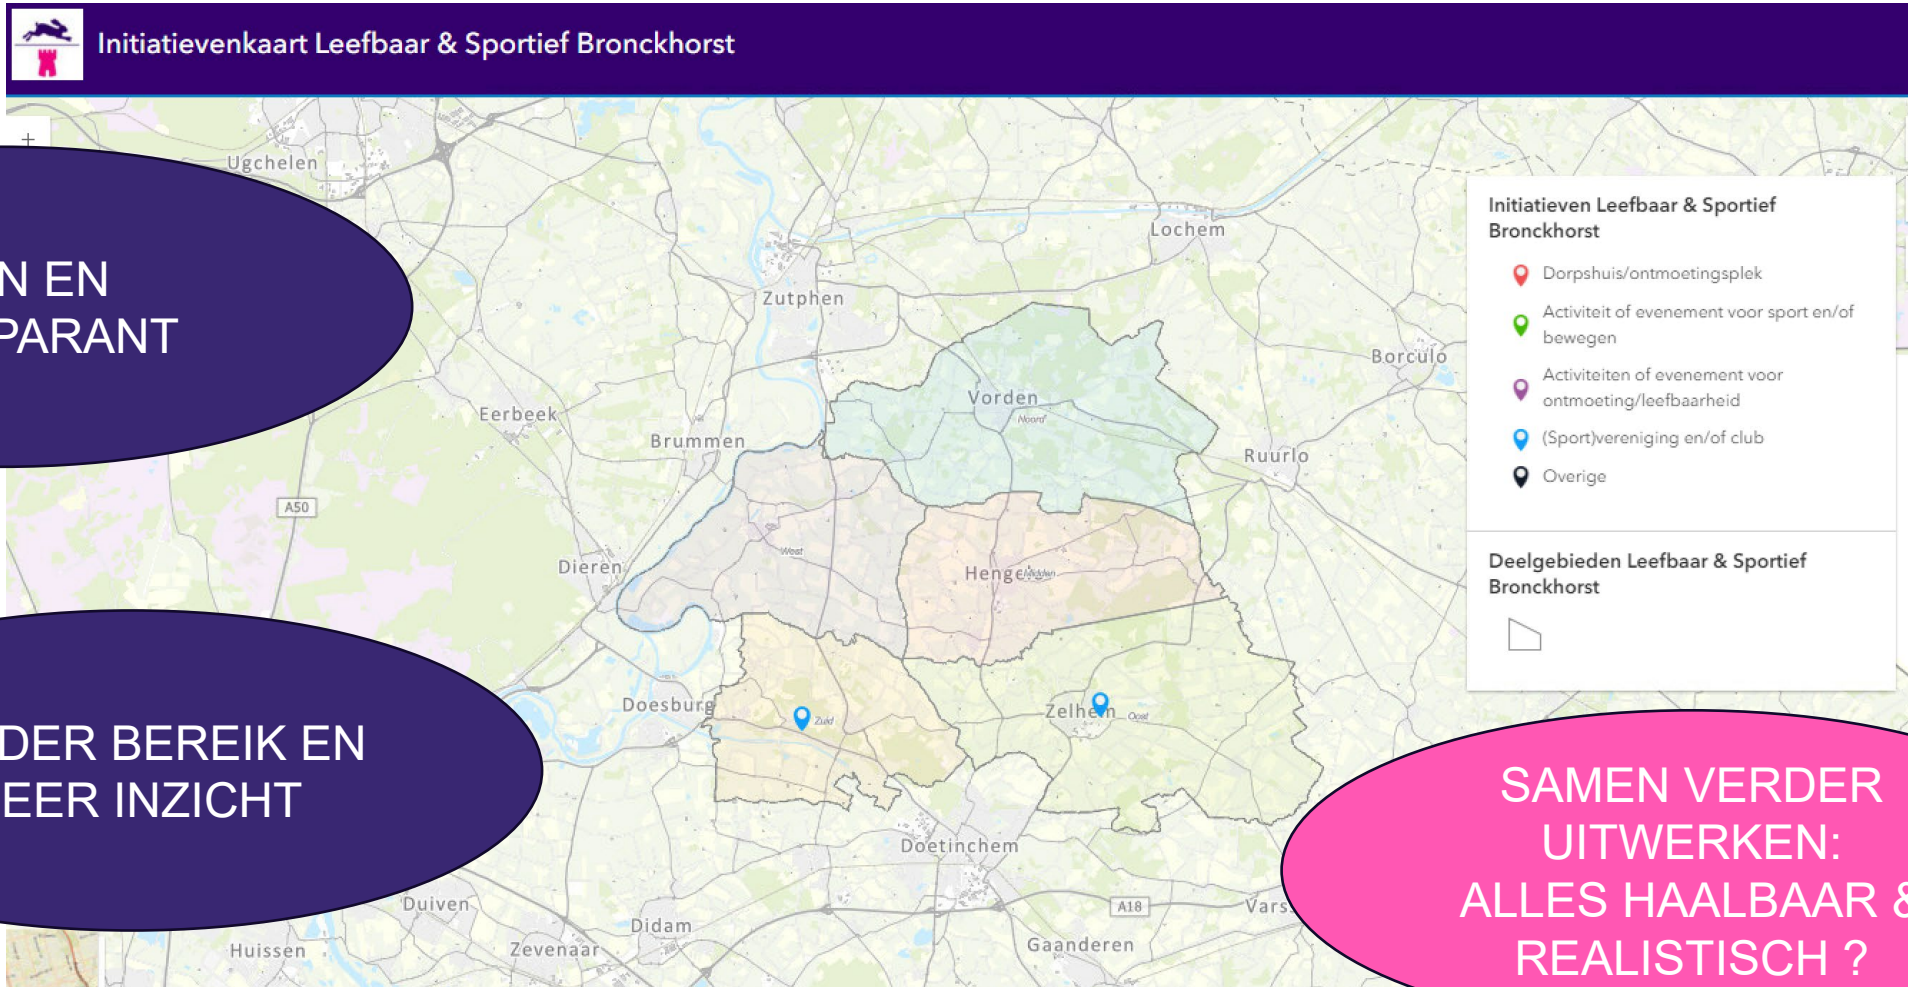 Initiatievenkaart Leefbaar & Sportief Bronckhorst
+
Ugchelen
Lochem
Zutphen
Borculo
Vorden
Noord
Eerbeek
Brummen
Ruurlo
A50
West
Dieren
Hengel
Midden
Doesburg
Zuid
Zelhem
Oost
Doetinchem
Duiven
Didam
A18
Vars
Huissen
Zevenaar
Gaanderen
N EN
PARANT
DER BEREIK EN
EER INZICHT
Initiatieven Leefbaar & Sportief
Bronckhorst
Dorpshuis/ontmoetingsplek
Activiteit of evenement voor sport en/of
bewegen
Activiteiten of evenement voor
ontmoeting/leefbaarheid
(Sport)vereniging en/of club
Overige
Deelgebieden Leefbaar & Sportief
Bronckhorst
SAMEN VERDER
UITWERKEN:
ALLES HAALBAAR &
REALISTISCH ?